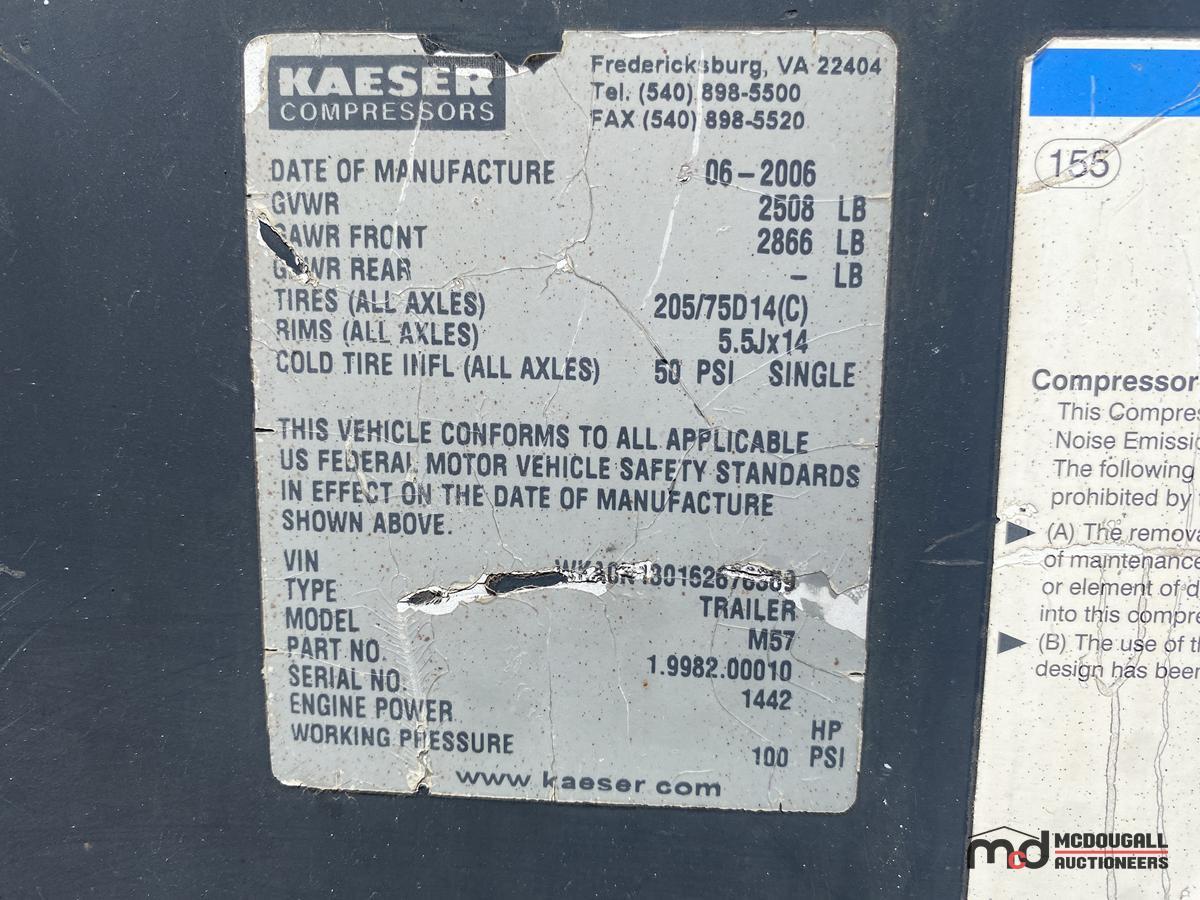 KAESER
COMPRESSORS
Fredericksburg, VA 22404
Tel. (540) 898-5500
FAX (540) 898-5520
DATE OF MANUFACTURE 06-2006
GVWR 2508 LB
GAWR FRONT 2866 LB
GAWR REAR - LB
TIRES (ALL AXLES) 205/75D14(C)
RIMS (ALL AXLES) 5.5Jx14
COLD TIRE INFL (ALL AXLES) 50 PSI SINGLE
THIS VEHICLE CONFORMS TO ALL APPLICABLE
US FEDERAL MOTOR VEHICLE SAFETY STANDARDS
IN EFFECT ON THE DATE OF MANUFACTURE
SHOWN ABOVE.
VIN
TYPE TRAILER
MODEL M57
PART NO. 1.9982.00010
SERIAL NO. 1442
ENGINE POWER HP
WORKING PRESSURE 100 PSI
www.kaeser.com
155
Compressor
This
Noise
The following
prohibited by
(A) The
of maintenance
or element of
into this
(B) The use of
design has been
mcd MCDOUGALL
AUCTIONEERS